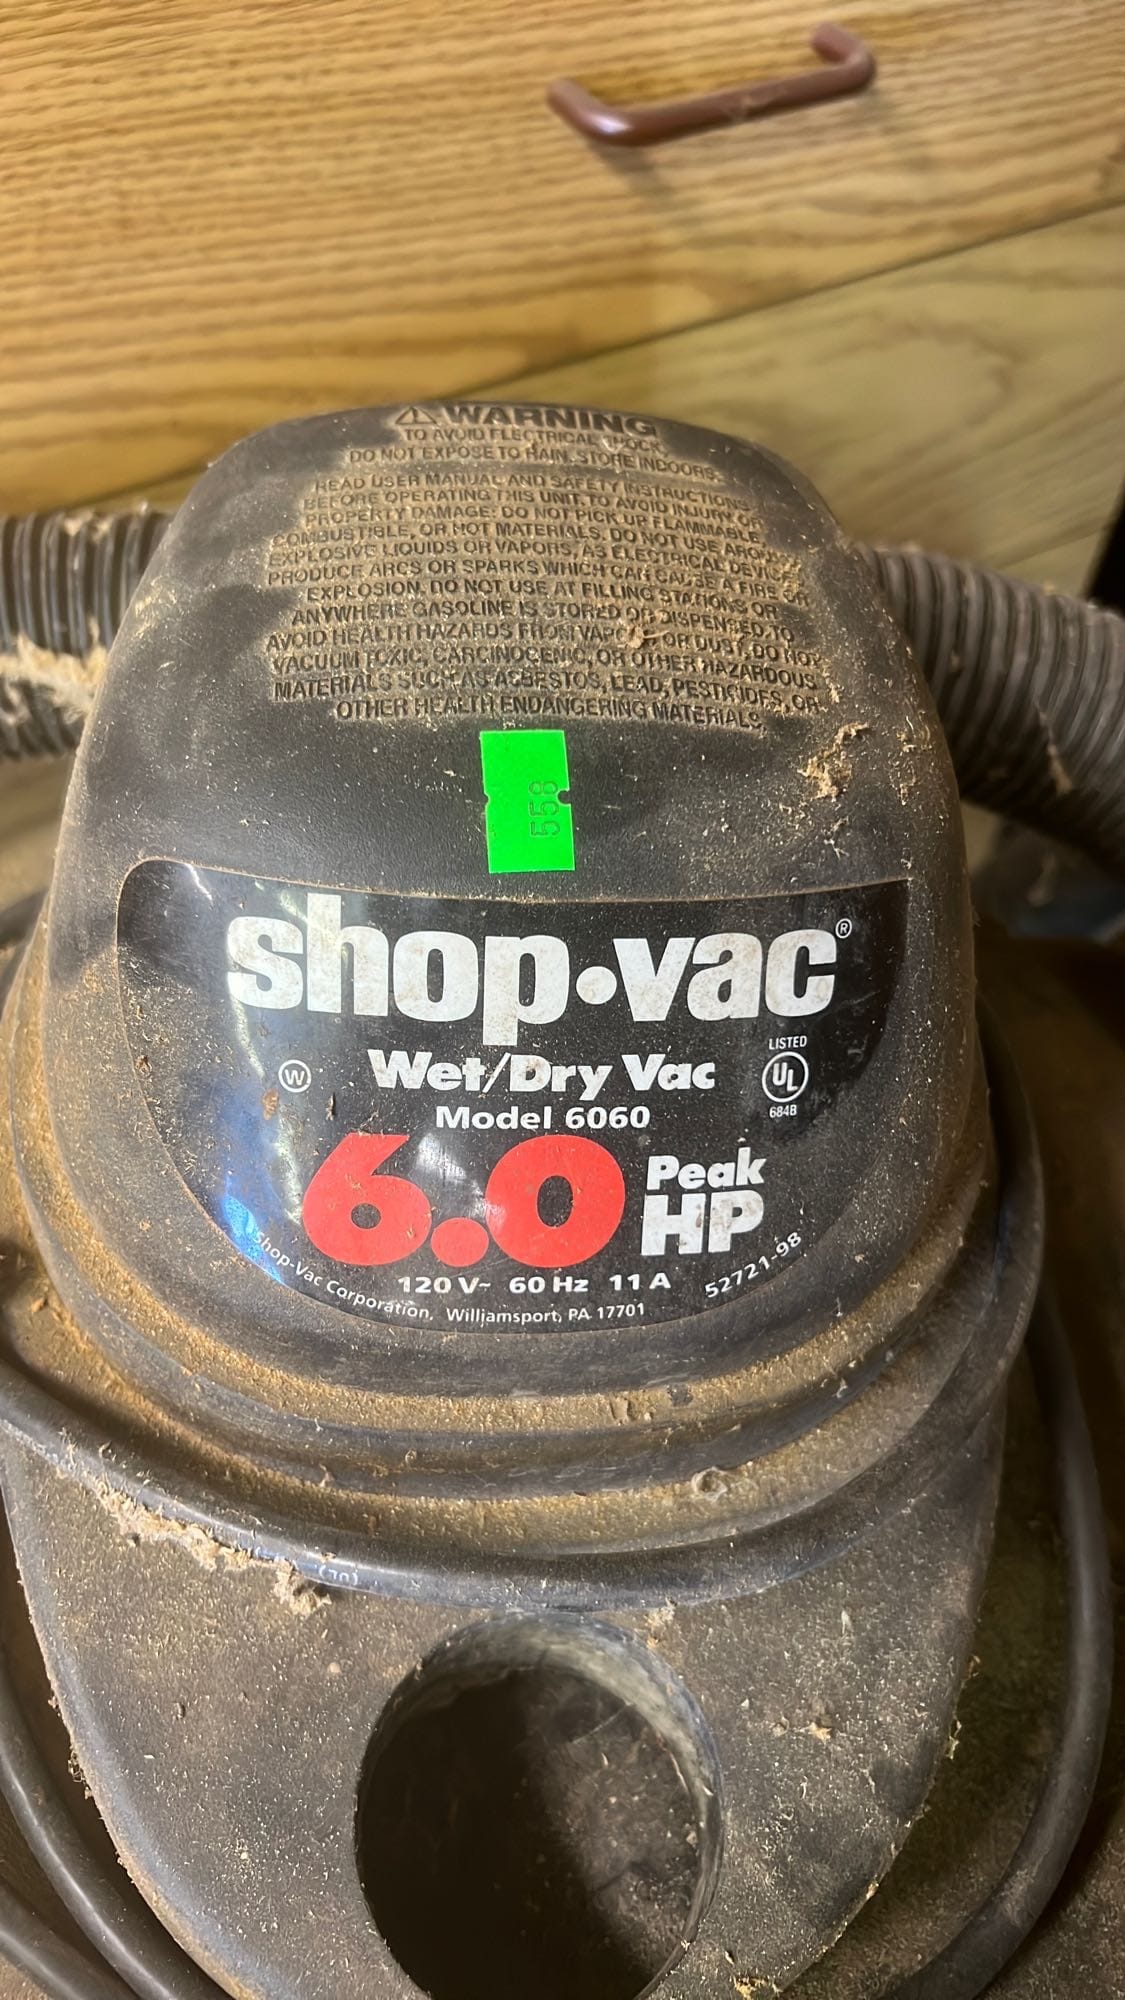 ⚠WARNING
TO AVOID ELECTRICAL SHOCK,
DO NOT EXPOSE TO RAIN. STORE INDOORS.
READ USER MANUAL AND SAFETY INSTRUCTIONS
BEFORE OPERATING THIS UNIT. TO AVOID INJURY OR
PROPERTY DAMAGE: DO NOT PICK UP FLAMMABLE,
COMBUSTIBLE, OR HOT MATERIALS. DO NOT USE AROUND
EXPLOSIVE LIQUIDS OR VAPORS, AS ELECTRICAL DEVICES
PRODUCE ARCS OR SPARKS WHICH CAN CAUSE A FIRE OR
EXPLOSION. DO NOT USE AT FILLING STATIONS OR
ANYWHERE GASOLINE IS STORED OR DISPENSED. TO
AVOID HEALTH HAZARDS FROM VAPORS OR DUST, DO NOT
VACUUM TOXIC, CARCINOGENIC, OR OTHER HAZARDOUS
MATERIALS SUCH AS ASBESTOS, LEAD, PESTICIDES, OR
OTHER HEALTH ENDANGERING MATERIALS.
558
shop·vac®
Wet/Dry Vac
W
LISTED
UL
684B
Model 6060
6.0 Peak HP
120 V~ 60 Hz 11 A
52721-98
Shop-Vac Corporation, Williamsport, PA 17701